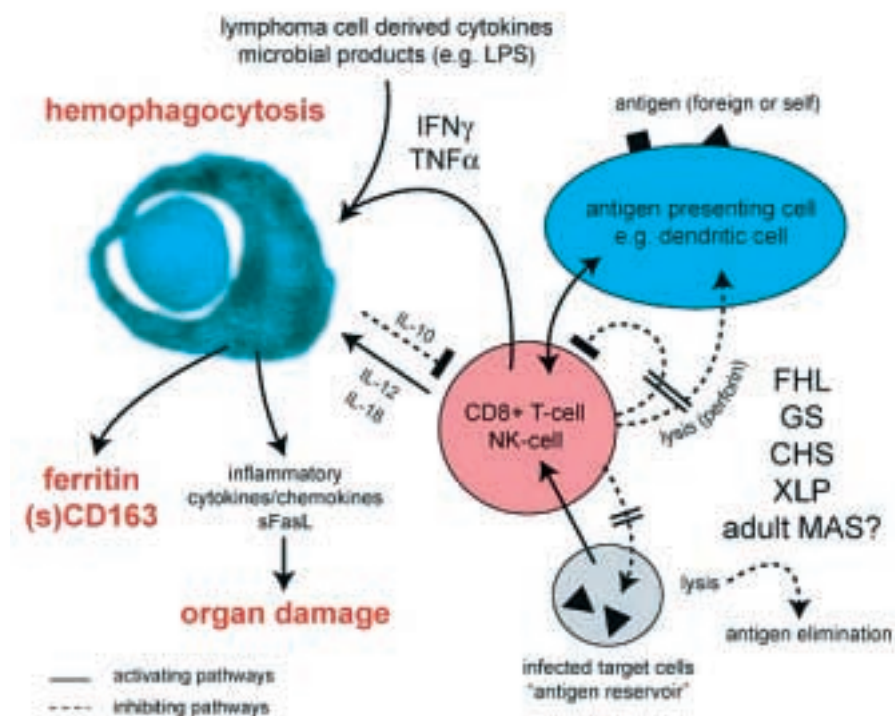 lymphoma cell derived cytokines
microbial products (e.g. LPS)
hemophagocytosis
IFNγ
TNFα
antigen (foreign or self)
antigen presenting cell
e.g. dendritic cell
IL-10
IL-12
IL-18
CD8+ T-cell
NK-cell
lysis (perforin)
FHL
GS
CHS
XLP
adult MAS?
ferritin
(s)CD163
inflammatory
cytokines/chemokines
sFasL
organ damage
lysis
antigen elimination
infected target cells
"antigen reservoir"
activating pathways
inhibiting pathways